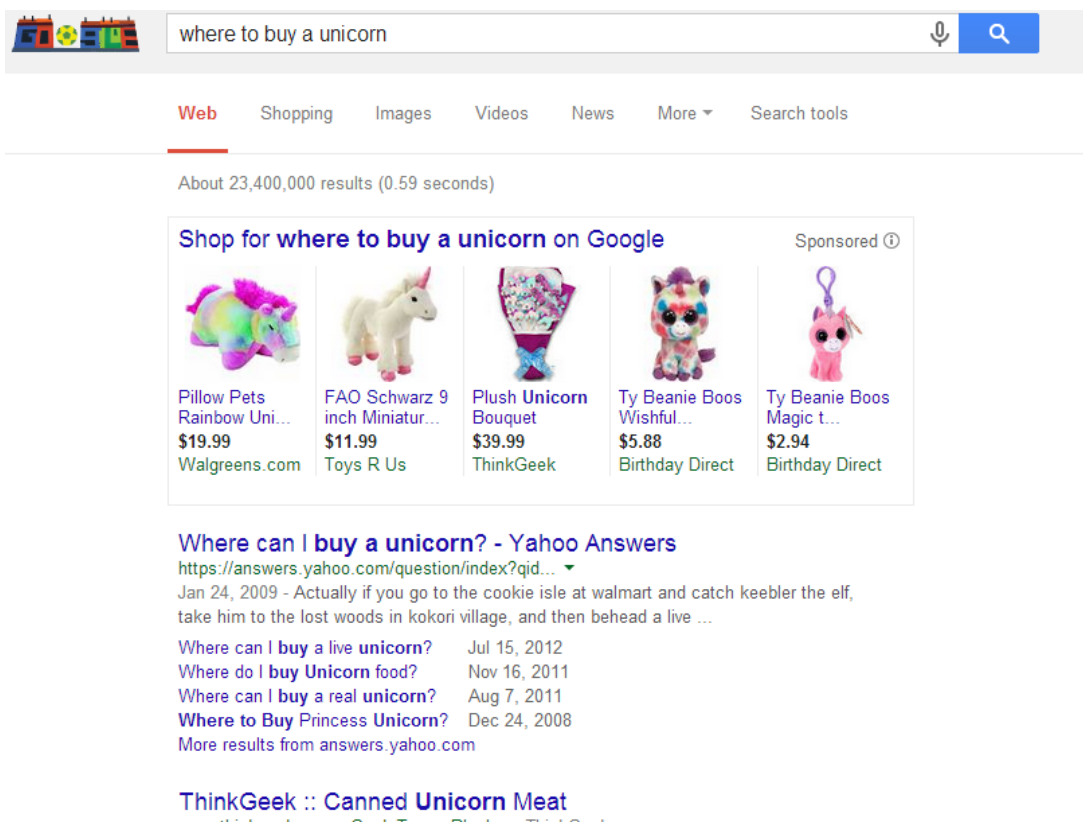 GOOGLE
where to buy a unicorn
Web Shopping Images Videos News More Search tools
About 23,400,000 results (0.59 seconds)
Shop for where to buy a unicorn on Google Sponsored
Pillow Pets Rainbow Uni...
$19.99
Walgreens.com
FAO Schwarz 9 inch Miniatur...
$11.99
Toys R Us
Plush Unicorn Bouquet
$39.99
ThinkGeek
Ty Beanie Boos Wishful...
$5.88
Birthday Direct
Ty Beanie Boos Magic t...
$2.94
Birthday Direct
Where can I buy a unicorn? - Yahoo Answers
https://answers.yahoo.com/question/index?qid...
Jan 24, 2009 - Actually if you go to the cookie isle at walmart and catch keebler the elf,
take him to the lost woods in kokori village, and then behead a live ...
Where can I buy a live unicorn? Jul 15, 2012
Where do I buy Unicorn food? Nov 16, 2011
Where can I buy a real unicorn? Aug 7, 2011
Where to Buy Princess Unicorn? Dec 24, 2008
More results from answers.yahoo.com
ThinkGeek :: Canned Unicorn Meat